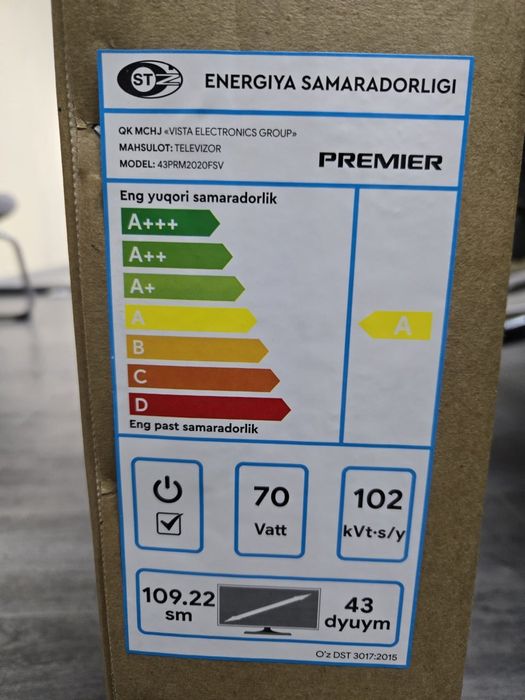 ST
ENERGIYA SAMARADORLIGI
QK MCHJ «VISTA ELECTRONICS GROUP»
MAHSULOT: TELEVIZOR
MODEL: 43PRM2020FSV
PREMIER
Eng yuqori samaradorlik
A+++
A++
A+
A
A
B
C
D
Eng past samaradorlik
70
Vatt
102
kVt·s/y
109.22
sm
43
dyuym
O'z DST 3017:2015